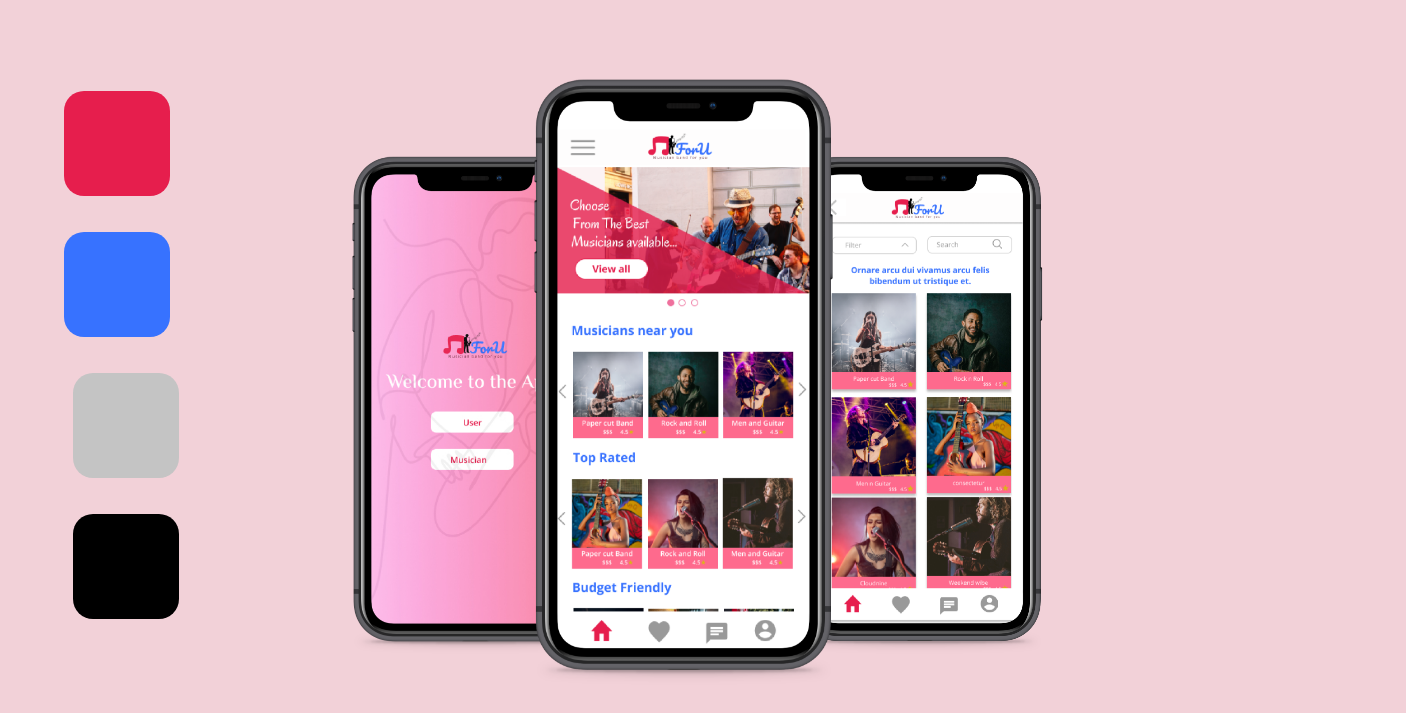 ForU
Musician band for you
Welcome to the A
User
Musician
ForU
Musician band for you
Choose
From The Best
Musicians available...
View all
Musicians near you
Paper cut Band
$$$ 4.5
Rock and Roll
$$$ 4.5
Men and Guitar
$$$ 4.5
Top Rated
Paper cut Band
$$$ 4.5
Rock and Roll
$$$ 4.5
Men and Guitar
$$$ 4.5
Budget Friendly
ForU
Musician band for you
Filter
Search
Ornare arcu dui vivamus arcu felis
bibendum ut tristique et.
Paper cut Band
$$$ 4.5
Rock n Roll
$$$ 4.5
Men n Guitar
$$$ 4.5
consectetur
$$$ 4.5
Cloudmine
Weekend wibe